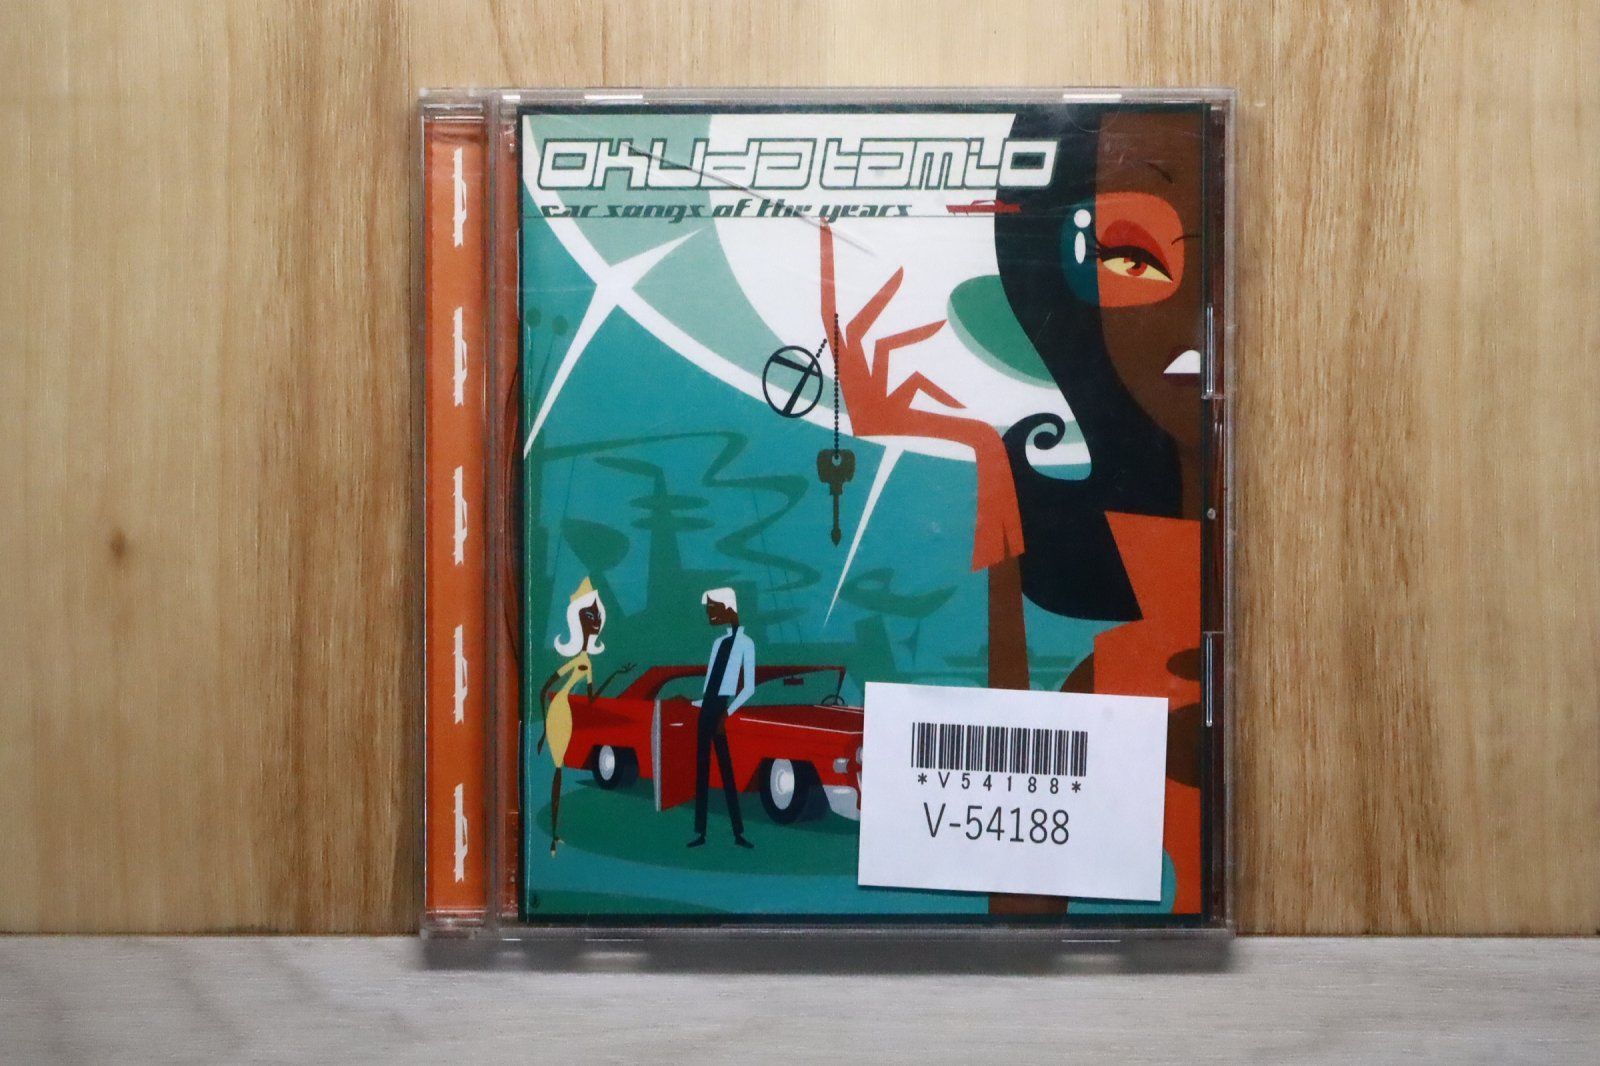 OKUDA tamio
car songs of the years
*V54188*
V-54188